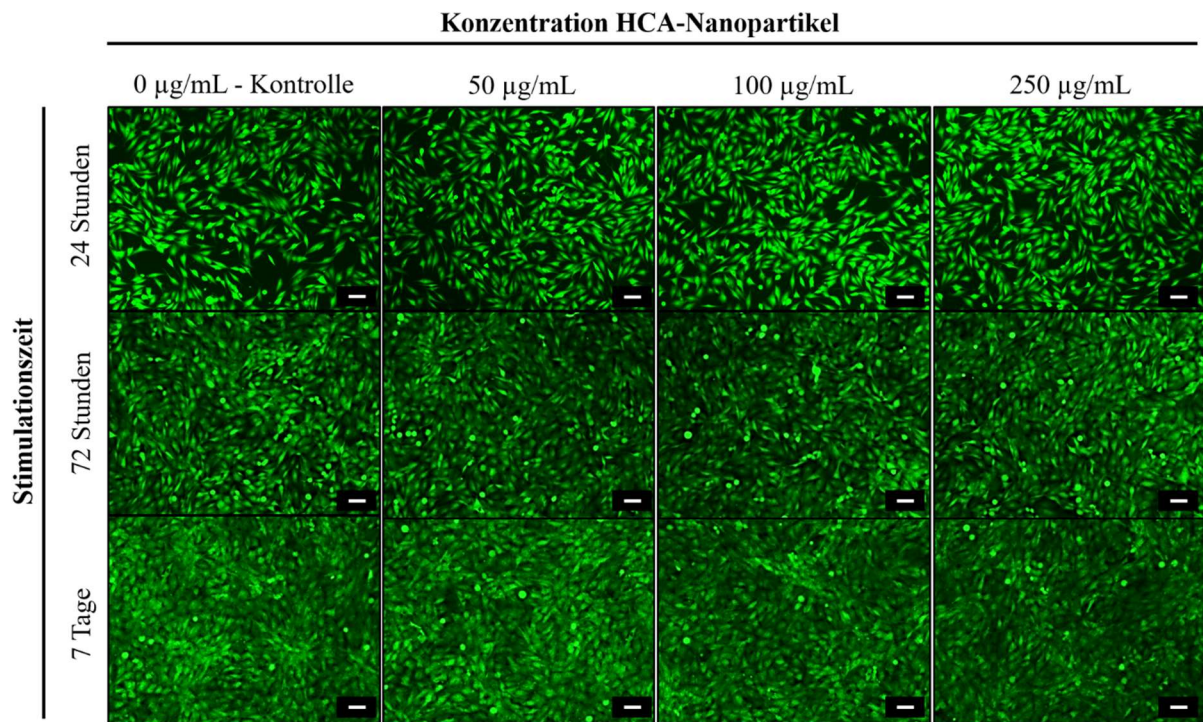 Konzentration HCA-Nanopartikel
0 µg/mL - Kontrolle
50 µg/mL
100 µg/mL
250 µg/mL
Stimulationszeit
24 Stunden
72 Stunden
7 Tage